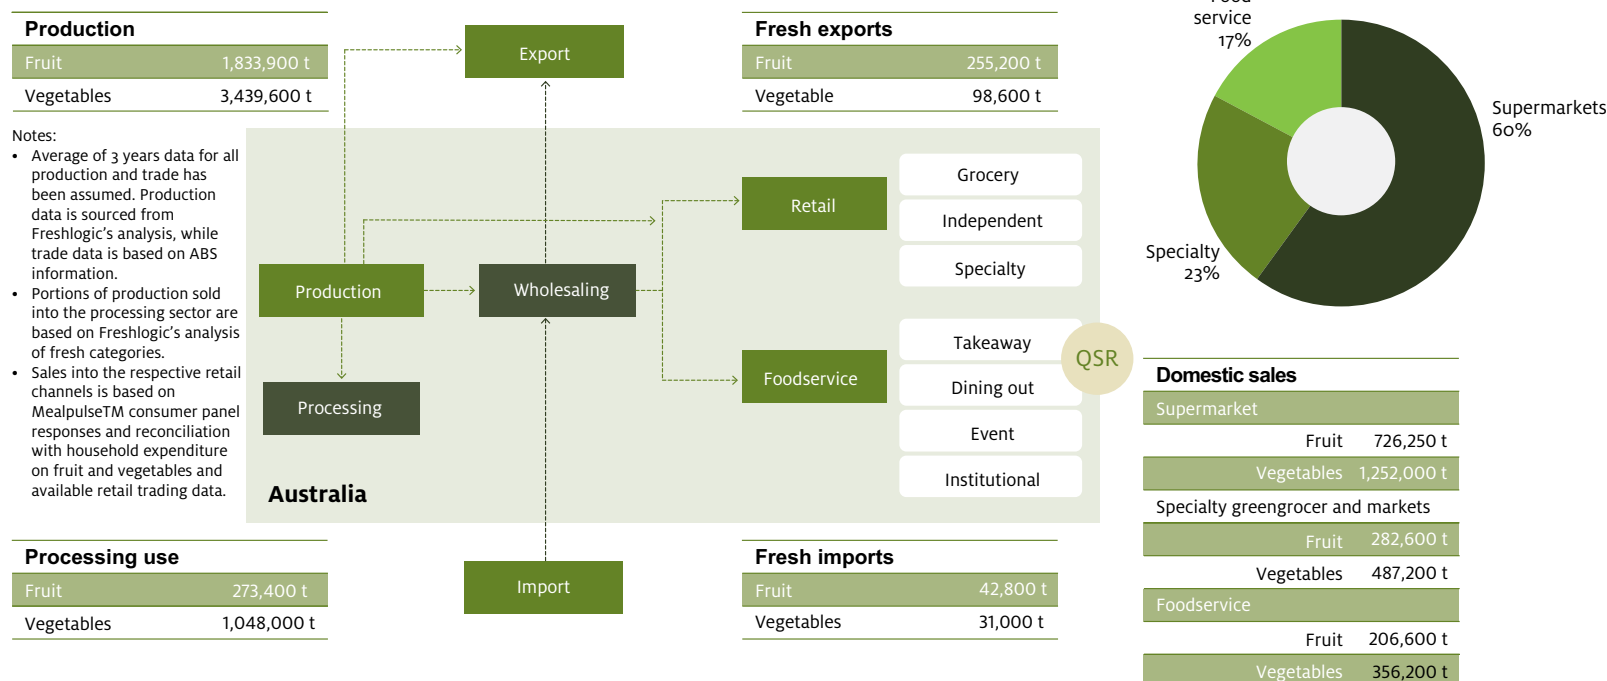 Production
Fruit 1,833,900 t
Vegetables 3,439,600 t
Notes:
• Average of 3 years data for all
production and trade has
been assumed. Production
data is sourced from
Freshlogic's analysis, while
trade data is based on ABS
information.
• Portions of production sold
into the processing sector are
based on Freshlogic's analysis
of fresh categories.
• Sales into the respective retail
channels is based on
MealpulseTM consumer panel
responses and reconciliation
with household expenditure
on fruit and vegetables and
available retail trading data.
Processing use
Fruit 273,400 t
Vegetables 1,048,000 t
Export
Production
Wholesaling
Processing
Australia
Import
Retail
Grocery
Independent
Specialty
Foodservice
Takeaway
Dining out
Event
Institutional
QSR
Fresh exports
Fruit 255,200 t
Vegetable 98,600 t
Fresh imports
Fruit 42,800 t
Vegetables 31,000 t
Food
service
17%
Supermarkets
60%
Specialty
23%
Domestic sales
Supermarket
Fruit 726,250 t
Vegetables 1,252,000 t
Specialty greengrocer and markets
Fruit 282,600 t
Vegetables 487,200 t
Foodservice
Fruit 206,600 t
Vegetables 356,200 t